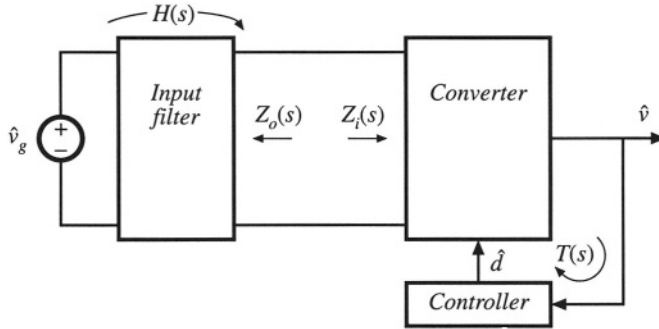 H(s)
Input
filter
Z_o(s)
Z_i(s)
Converter
v̂_g
+
−
v̂
d̂
T(s)
Controller